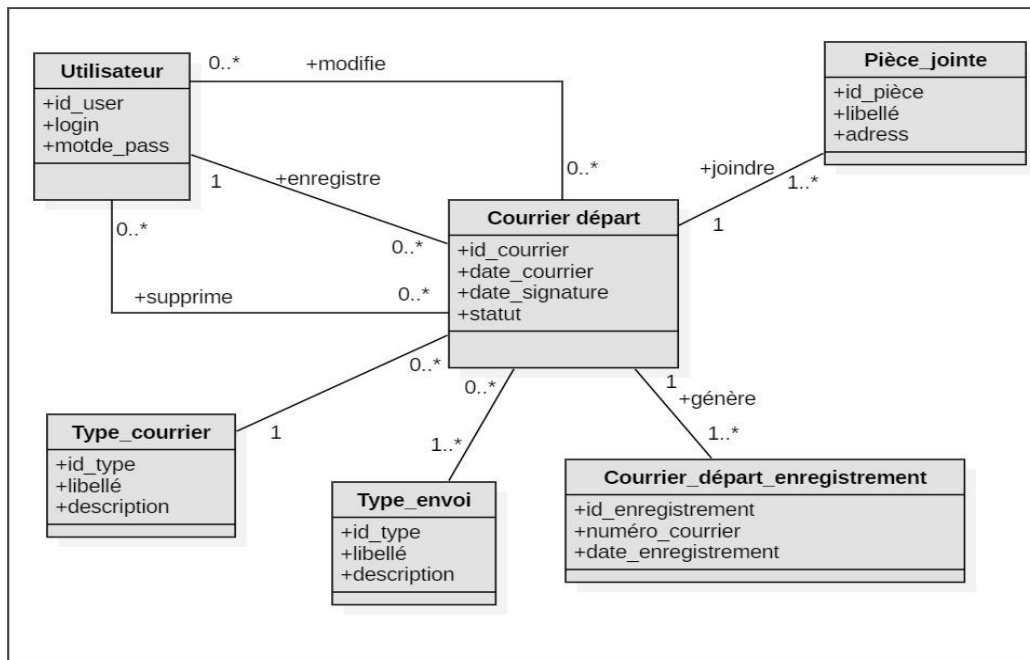 Utilisateur
+id_user
+login
+motde_pass
0..*
+modifie
0..*
1
+enregistre
0..*
0..*
+supprime
0..*
Pièce_jointe
+id_pièce
+libellé
+adress
+joindre
1..*
1
Courrier départ
+id_courrier
+date_courrier
+date_signature
+statut
0..*
1
Type_courrier
+id_type
+libellé
+description
0..*
1..*
Type_envoi
+id_type
+libellé
+description
1
+génère
1..*
Courrier_départ_enregistrement
+id_enregistrement
+numéro_courrier
+date_enregistrement